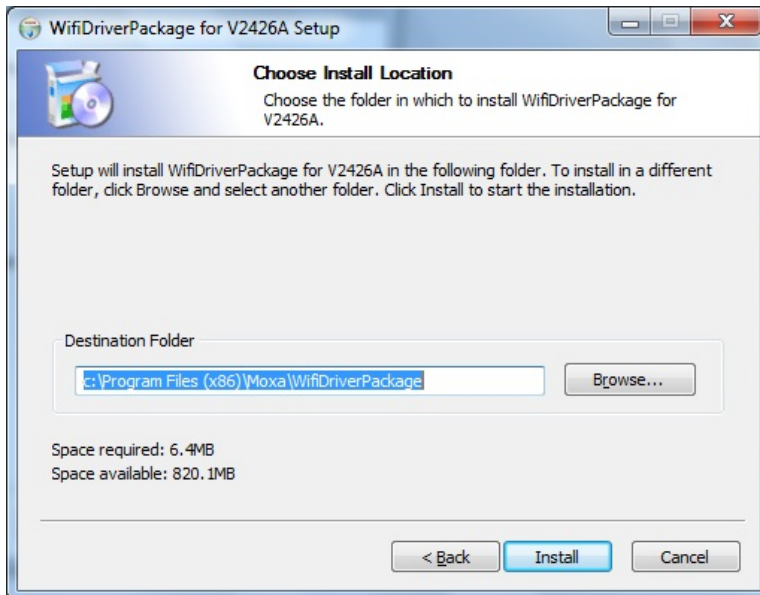 WifiDriverPackage for V2426A Setup
Choose Install Location
Choose the folder in which to install WifiDriverPackage for
V2426A.
Setup will install WifiDriverPackage for V2426A in the following folder. To install in a different
folder, click Browse and select another folder. Click Install to start the installation.
Destination Folder
c:\Program Files (x86)\Moxa\WifiDriverPackage
Browse...
Space required: 6.4MB
Space available: 820.1MB
< Back
Install
Cancel